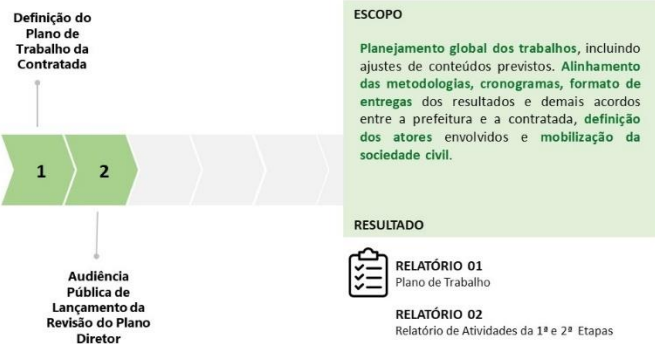 Definição do
Plano de
Trabalho da
Contratada
1
2
Audiência
Pública de
Lançamento da
Revisão do Plano
Diretor
ESCOPO
Planejamento global dos trabalhos, incluindo
ajustes de conteúdos previstos. Alinhamento
das metodologias, cronogramas, formato de
entregas dos resultados e demais acordos
entre a prefeitura e a contratada, definição
dos atores envolvidos e mobilização da
sociedade civil.
RESULTADO
RELATÓRIO 01
Plano de Trabalho
RELATÓRIO 02
Relatório de Atividades da 1ª e 2ª Etapas